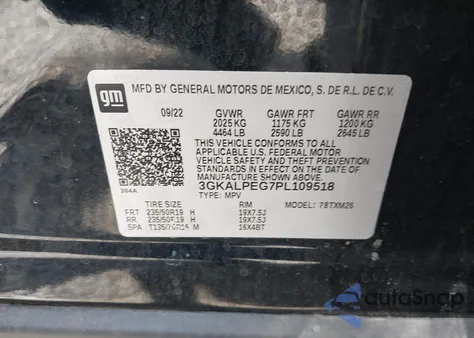 gm
MFD BY GENERAL MOTORS DE MEXICO, S. DE R.L. DE C.V.
09/22 GVWR GAWR FRT GAWR RR
2025 KG 1175 KG 1200 KG
4464 LB 2590 LB 2645 LB
THIS VEHICLE CONFORMS TO ALL
APPLICABLE U.S. FEDERAL MOTOR VEHICLE
SAFETY AND THEFT PREVENTION
STANDARDS IN EFFECT ON THE DATE OF
MANUFACTURE SHOWN ABOVE.
384A 3GKALPEG7PL109518
TYPE: MPV MODEL: 78TXM26
TIRE SIZE RIM
FRT 235/50R19 H 19X7.5J
RR 235/50R19 H 19X7.5J
SPA M 16X4BT
autoSnap